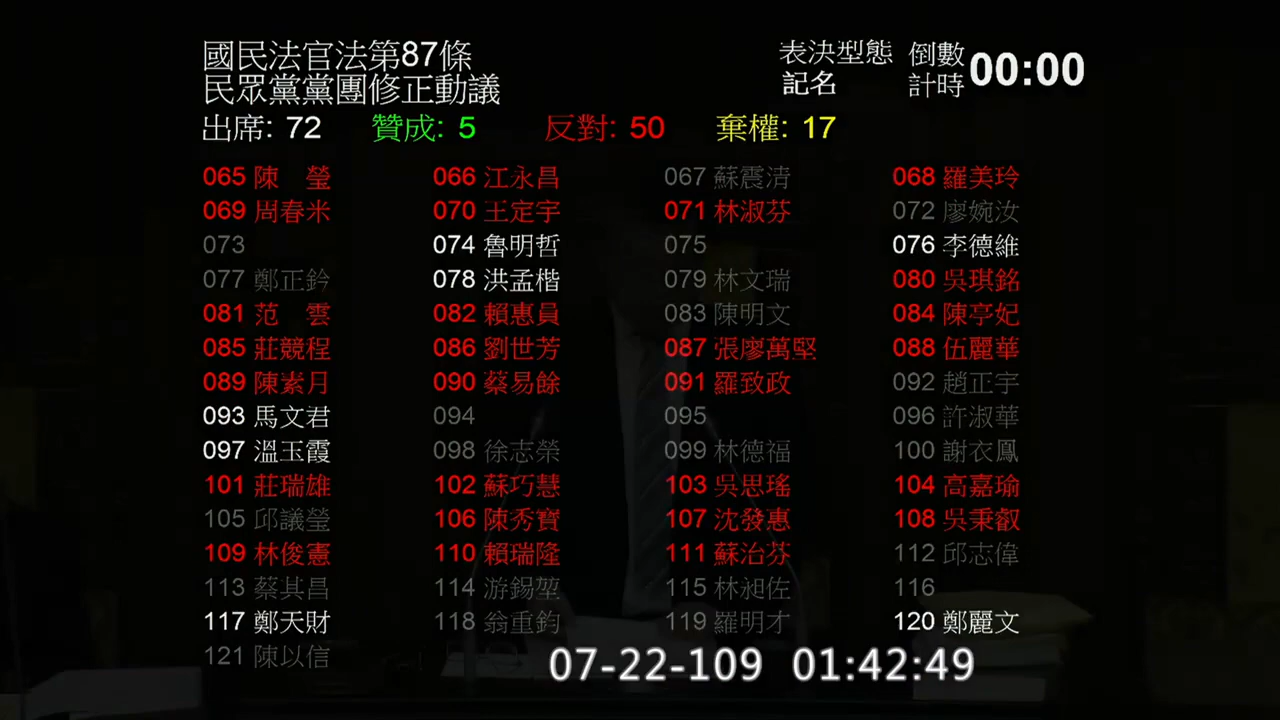 國民法官法第87條
民眾黨黨團修正動議
表決型態 記名
倒數計時 00:00
出席: 72 贊成: 5 反對: 50 棄權: 17
065 陳　瑩 066 江永昌 067 蘇震清 068 羅美玲
069 周春米 070 王定宇 071 林淑芬 072 廖婉汝
073 074 魯明哲 075 076 李德維
077 鄭正鈐 078 洪孟楷 079 林文瑞 080 吳琪銘
081 范　雲 082 賴惠員 083 陳明文 084 陳亭妃
085 莊競程 086 劉世芳 087 張廖萬堅 088 伍麗華
089 陳素月 090 蔡易餘 091 羅致政 092 趙正宇
093 馬文君 094 095 096 許淑華
097 溫玉霞 098 徐志榮 099 林德福 100 謝衣鳳
101 莊瑞雄 102 蘇巧慧 103 吳思瑤 104 高嘉瑜
105 邱議瑩 106 陳秀寶 107 沈發惠 108 吳秉叡
109 林俊憲 110 賴瑞隆 111 蘇治芬 112 邱志偉
113 蔡其昌 114 游錫堃 115 林昶佐 116
117 鄭天財 118 翁重鈞 119 羅明才 120 鄭麗文
121 陳以信
07-22-109 01:42:49